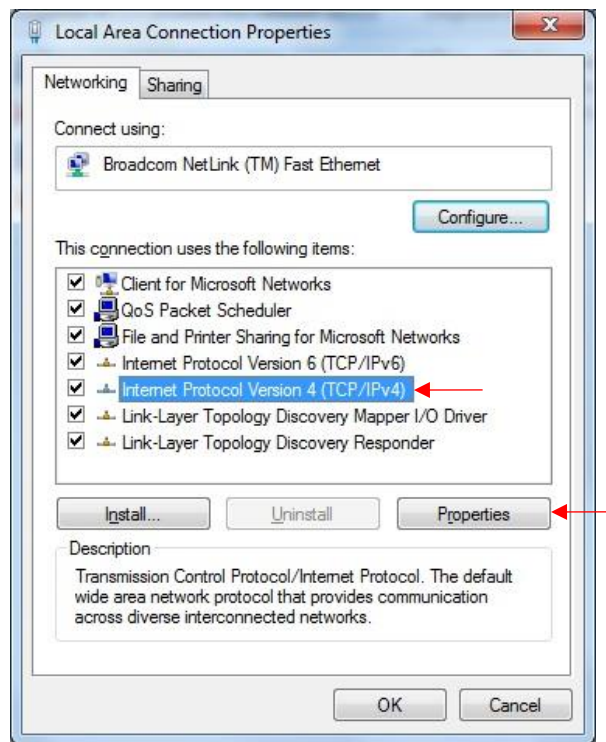 Local Area Connection Properties
Networking
Sharing
Connect using:
Broadcom NetLink (TM) Fast Ethernet
Configure...
This connection uses the following items:
Client for Microsoft Networks
QoS Packet Scheduler
File and Printer Sharing for Microsoft Networks
Internet Protocol Version 6 (TCP/IPv6)
Internet Protocol Version 4 (TCP/IPv4)
Link-Layer Topology Discovery Mapper I/O Driver
Link-Layer Topology Discovery Responder
Install...
Uninstall
Properties
Description
Transmission Control Protocol/Internet Protocol. The default
wide area network protocol that provides communication
across diverse interconnected networks.
OK
Cancel